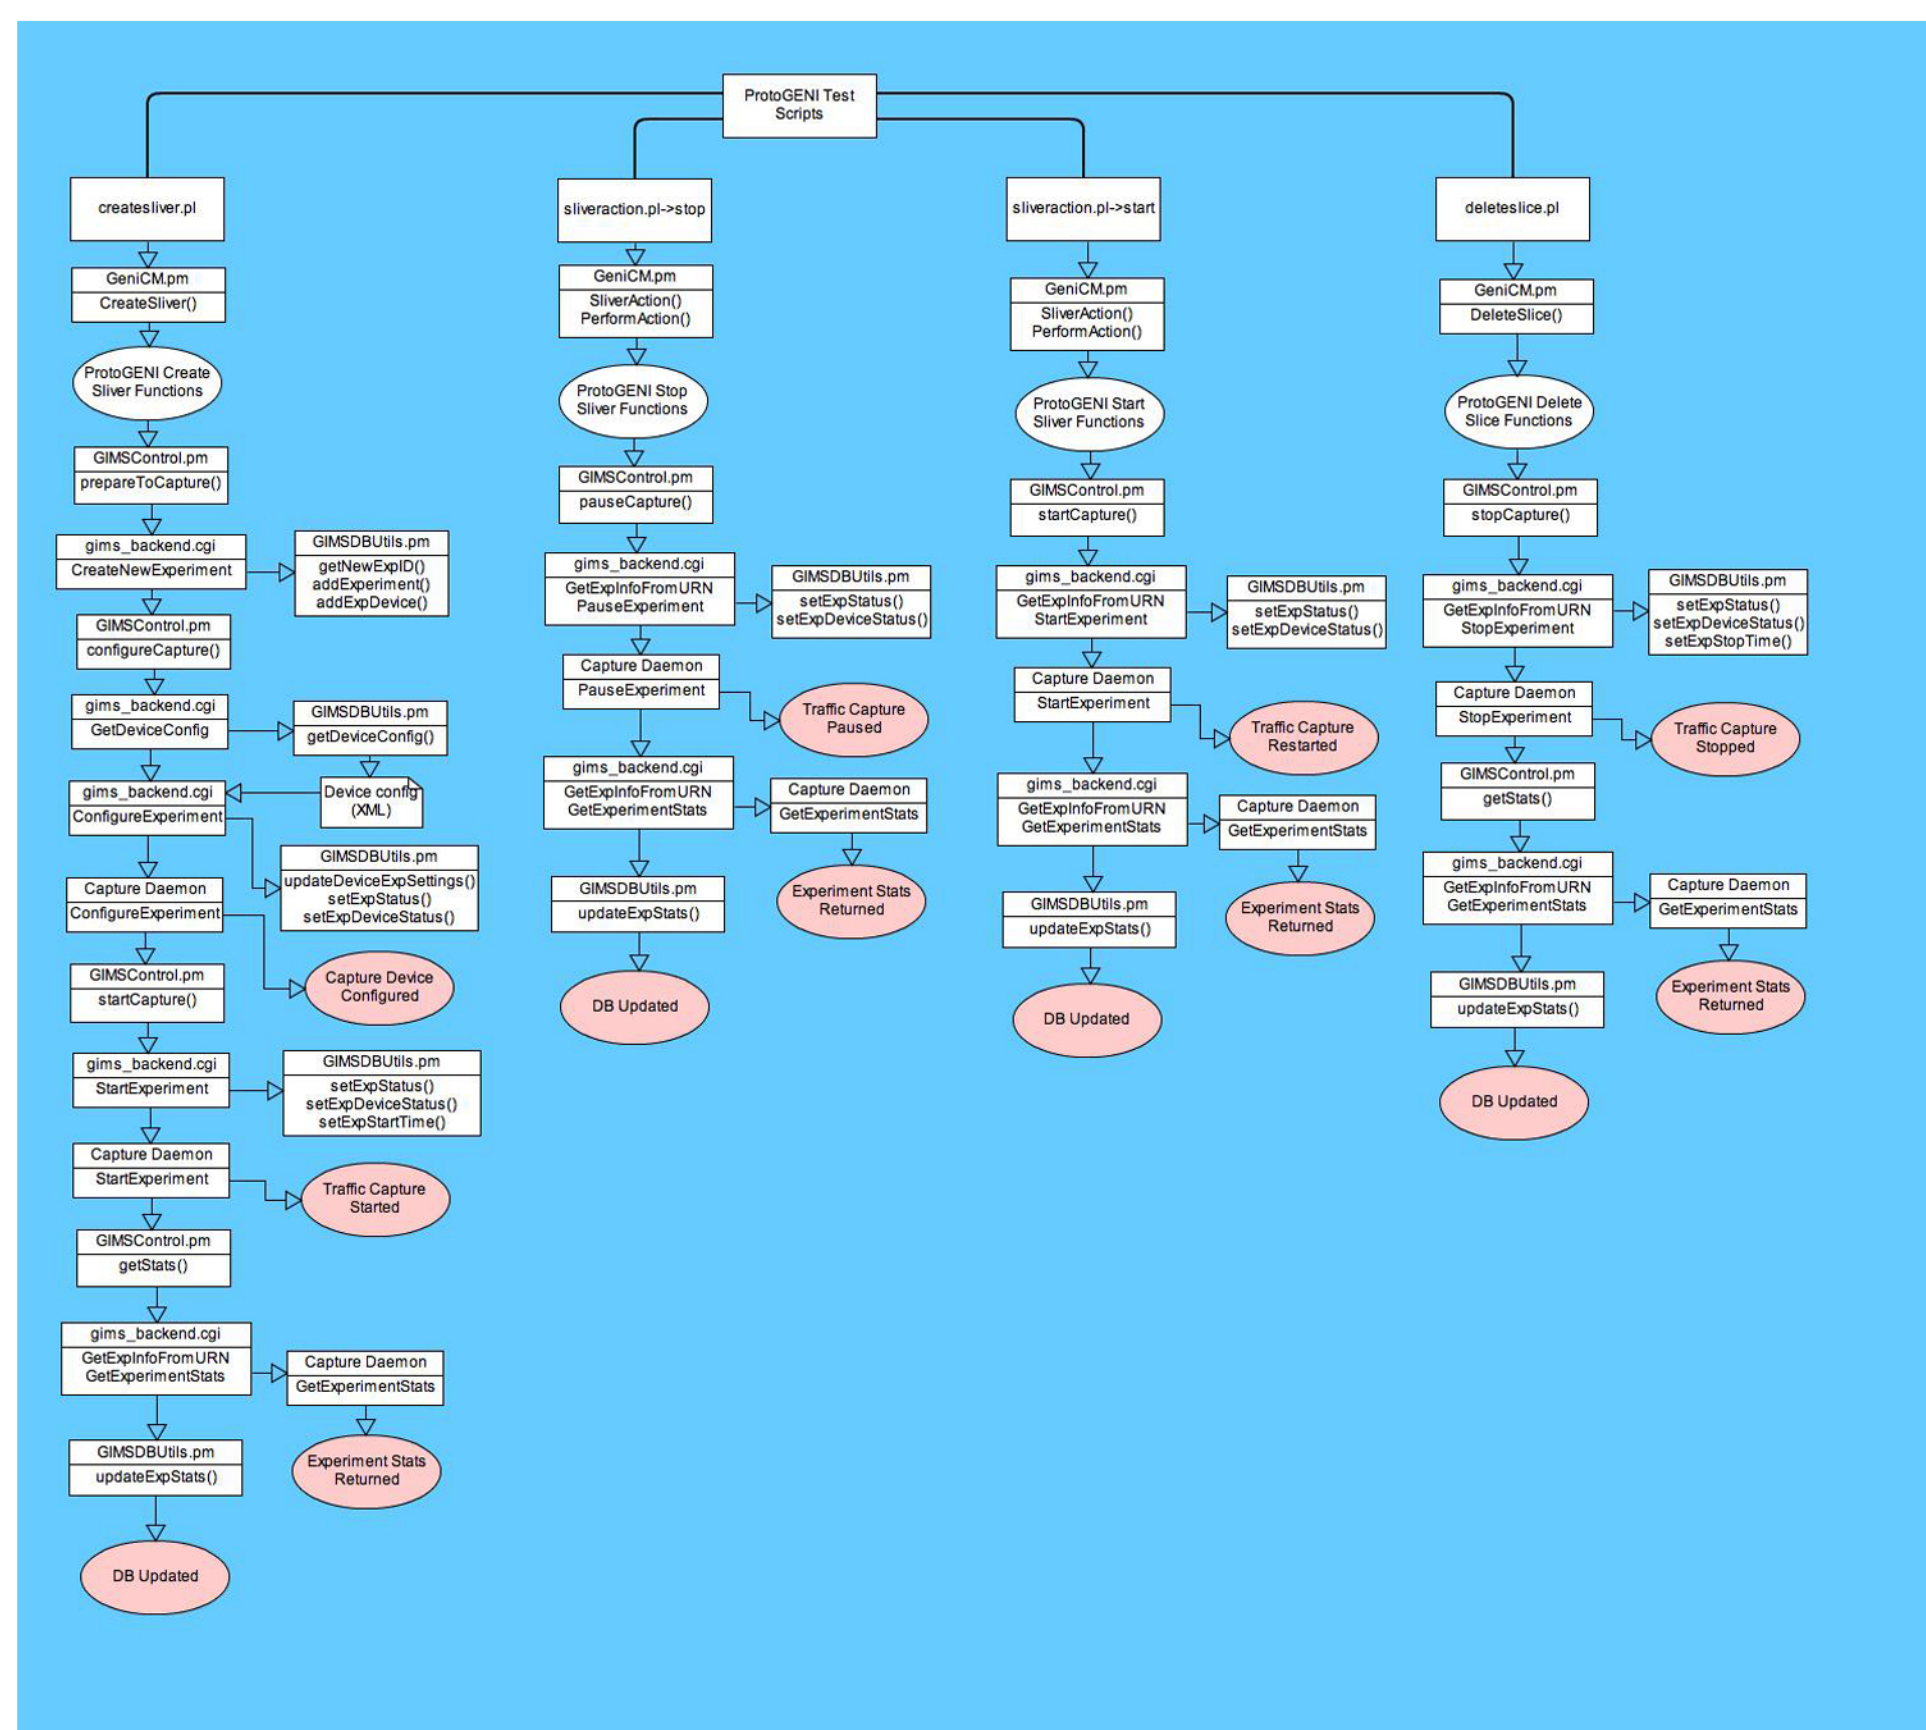 ProtoGENI Test
Scripts
createsliver.pl
GeniCM.pm
CreateSliver()
ProtoGENI Create
Sliver Functions
GIMSControl.pm
prepareToCapture()
gims_backend.cgi
CreateNewExperiment
GIMSDBUtils.pm
getNewExpID()
addExperiment()
addExpDevice()
GIMSControl.pm
configureCapture()
gims_backend.cgi
GetDeviceConfig
GIMSDBUtils.pm
getDeviceConfig()
Device config
(XML)
gims_backend.cgi
ConfigureExperiment
GIMSDBUtils.pm
updateDeviceExpSettings()
setExpStatus()
setExpDeviceStatus()
Capture Daemon
ConfigureExperiment
Capture Device
Configured
GIMSControl.pm
startCapture()
gims_backend.cgi
StartExperiment
GIMSDBUtils.pm
setExpStatus()
setExpDeviceStatus()
setExpStartTime()
Capture Daemon
StartExperiment
Traffic Capture
Started
GIMSControl.pm
getStats()
gims_backend.cgi
GetExpInfoFromURN
GetExperimentStats
Capture Daemon
GetExperimentStats
Experiment Stats
Returned
GIMSDBUtils.pm
updateExpStats()
DB Updated
sliveraction.pl->stop
GeniCM.pm
SliverAction()
PerformAction()
ProtoGENI Stop
Sliver Functions
GIMSControl.pm
pauseCapture()
gims_backend.cgi
GetExpInfoFromURN
PauseExperiment
GIMSDBUtils.pm
setExpStatus()
setExpDeviceStatus()
Capture Daemon
PauseExperiment
Traffic Capture
Paused
gims_backend.cgi
GetExpInfoFromURN
GetExperimentStats
Capture Daemon
GetExperimentStats
Experiment Stats
Returned
GIMSDBUtils.pm
updateExpStats()
DB Updated
sliveraction.pl->start
GeniCM.pm
SliverAction()
PerformAction()
ProtoGENI Start
Sliver Functions
GIMSControl.pm
startCapture()
gims_backend.cgi
GetExpInfoFromURN
StartExperiment
GIMSDBUtils.pm
setExpStatus()
setExpDeviceStatus()
Capture Daemon
StartExperiment
Traffic Capture
Restarted
gims_backend.cgi
GetExpInfoFromURN
GetExperimentStats
Capture Daemon
GetExperimentStats
Experiment Stats
Returned
GIMSDBUtils.pm
updateExpStats()
DB Updated
deleteslice.pl
GeniCM.pm
DeleteSlice()
ProtoGENI Delete
Slice Functions
GIMSControl.pm
stopCapture()
gims_backend.cgi
GetExpInfoFromURN
StopExperiment
GIMSDBUtils.pm
setExpStatus()
setExpDeviceStatus()
setExpStopTime()
Capture Daemon
StopExperiment
Traffic Capture
Stopped
GIMSControl.pm
getStats()
gims_backend.cgi
GetExpInfoFromURN
GetExperimentStats
Capture Daemon
GetExperimentStats
Experiment Stats
Returned
GIMSDBUtils.pm
updateExpStats()
DB Updated